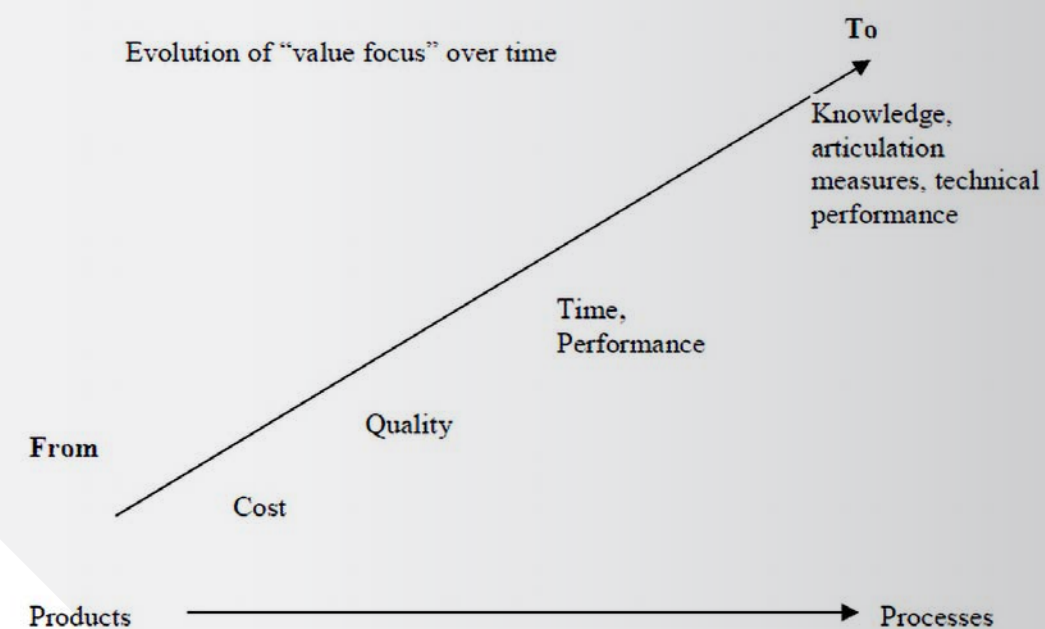 To
Evolution of “value focus” over time
Knowledge,
articulation
measures, technical
performance
Time,
Performance
Quality
From
Cost
Products
Processes